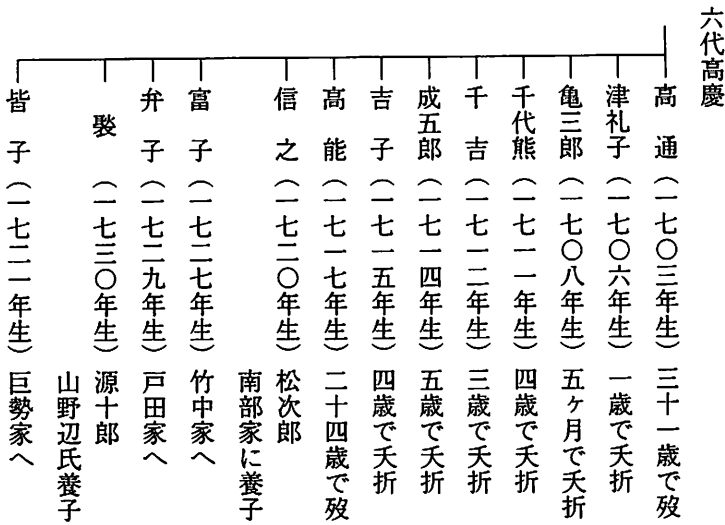 六代高慶
高通（一七〇三年生）三十一歳で歿
津礼子（一七〇六年生）一歳で夭折
亀三郎（一七〇八年生）五ヶ月で夭折
千代熊（一七一一年生）四歳で夭折
千吉（一七一二年生）三歳で夭折
成五郎（一七一四年生）五歳で夭折
吉子（一七一五年生）四歳で夭折
高能（一七一七年生）二十四歳で歿
信之（一七二〇年生）松次郎
南部家に養子
富子（一七二七年生）竹中家へ
弁子（一七二九年生）戸田家へ
（一七三〇年生）源十郎
山野辺氏養子
皆子（一七二一年生）巨勢家へ